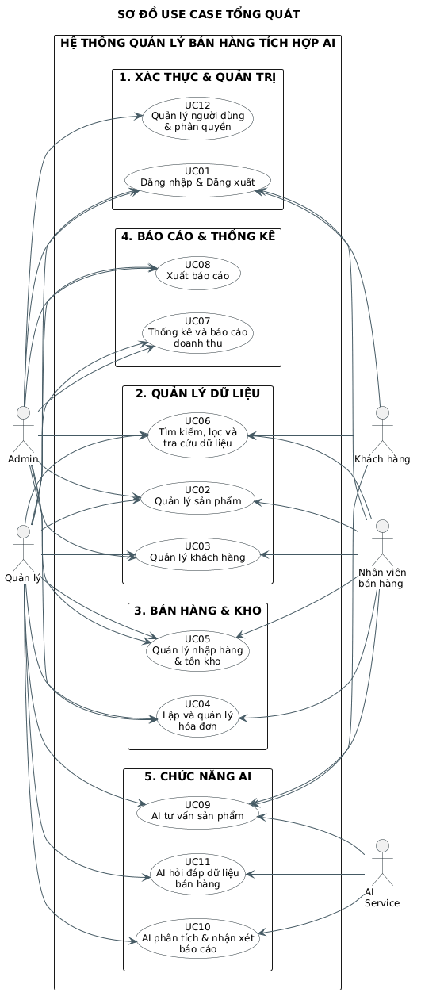 SƠ ĐỒ USE CASE TỔNG QUÁT
HỆ THỐNG QUẢN LÝ BÁN HÀNG TÍCH HỢP AI
1. XÁC THỰC & QUẢN TRỊ
UC12
Quản lý người dùng
& phân quyền
UC01
Đăng nhập & Đăng xuất
4. BÁO CÁO & THỐNG KÊ
UC08
Xuất báo cáo
UC07
Thống kê và báo cáo
doanh thu
2. QUẢN LÝ DỮ LIỆU
UC06
Tìm kiếm, lọc và
tra cứu dữ liệu
Admin
Khách hàng
UC02
Quản lý sản phẩm
UC03
Quản lý khách hàng
Quản lý
Nhân viên
bán hàng
3. BÁN HÀNG & KHO
UC05
Quản lý nhập hàng
& tồn kho
UC04
Lập và quản lý
hóa đơn
5. CHỨC NĂNG AI
UC09
AI tư vấn sản phẩm
UC11
AI hỏi đáp dữ liệu
bán hàng
AI
Service
UC10
AI phân tích & nhận xét
báo cáo